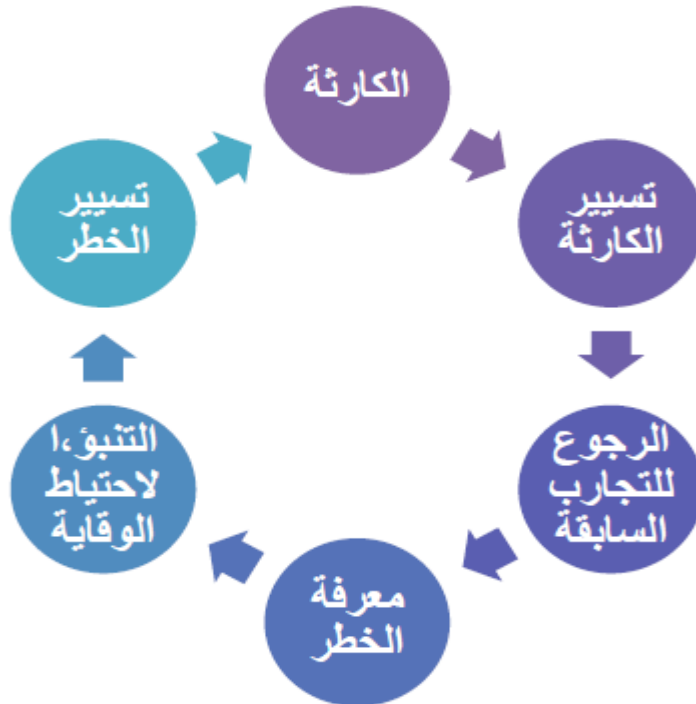 الكارثة
تسيير
الكارثة
الرجوع
للتجارب
السابقة
معرفة
الخطر
التنبؤ،ا
لاحتياط
الوقاية
تسيير
الخطر